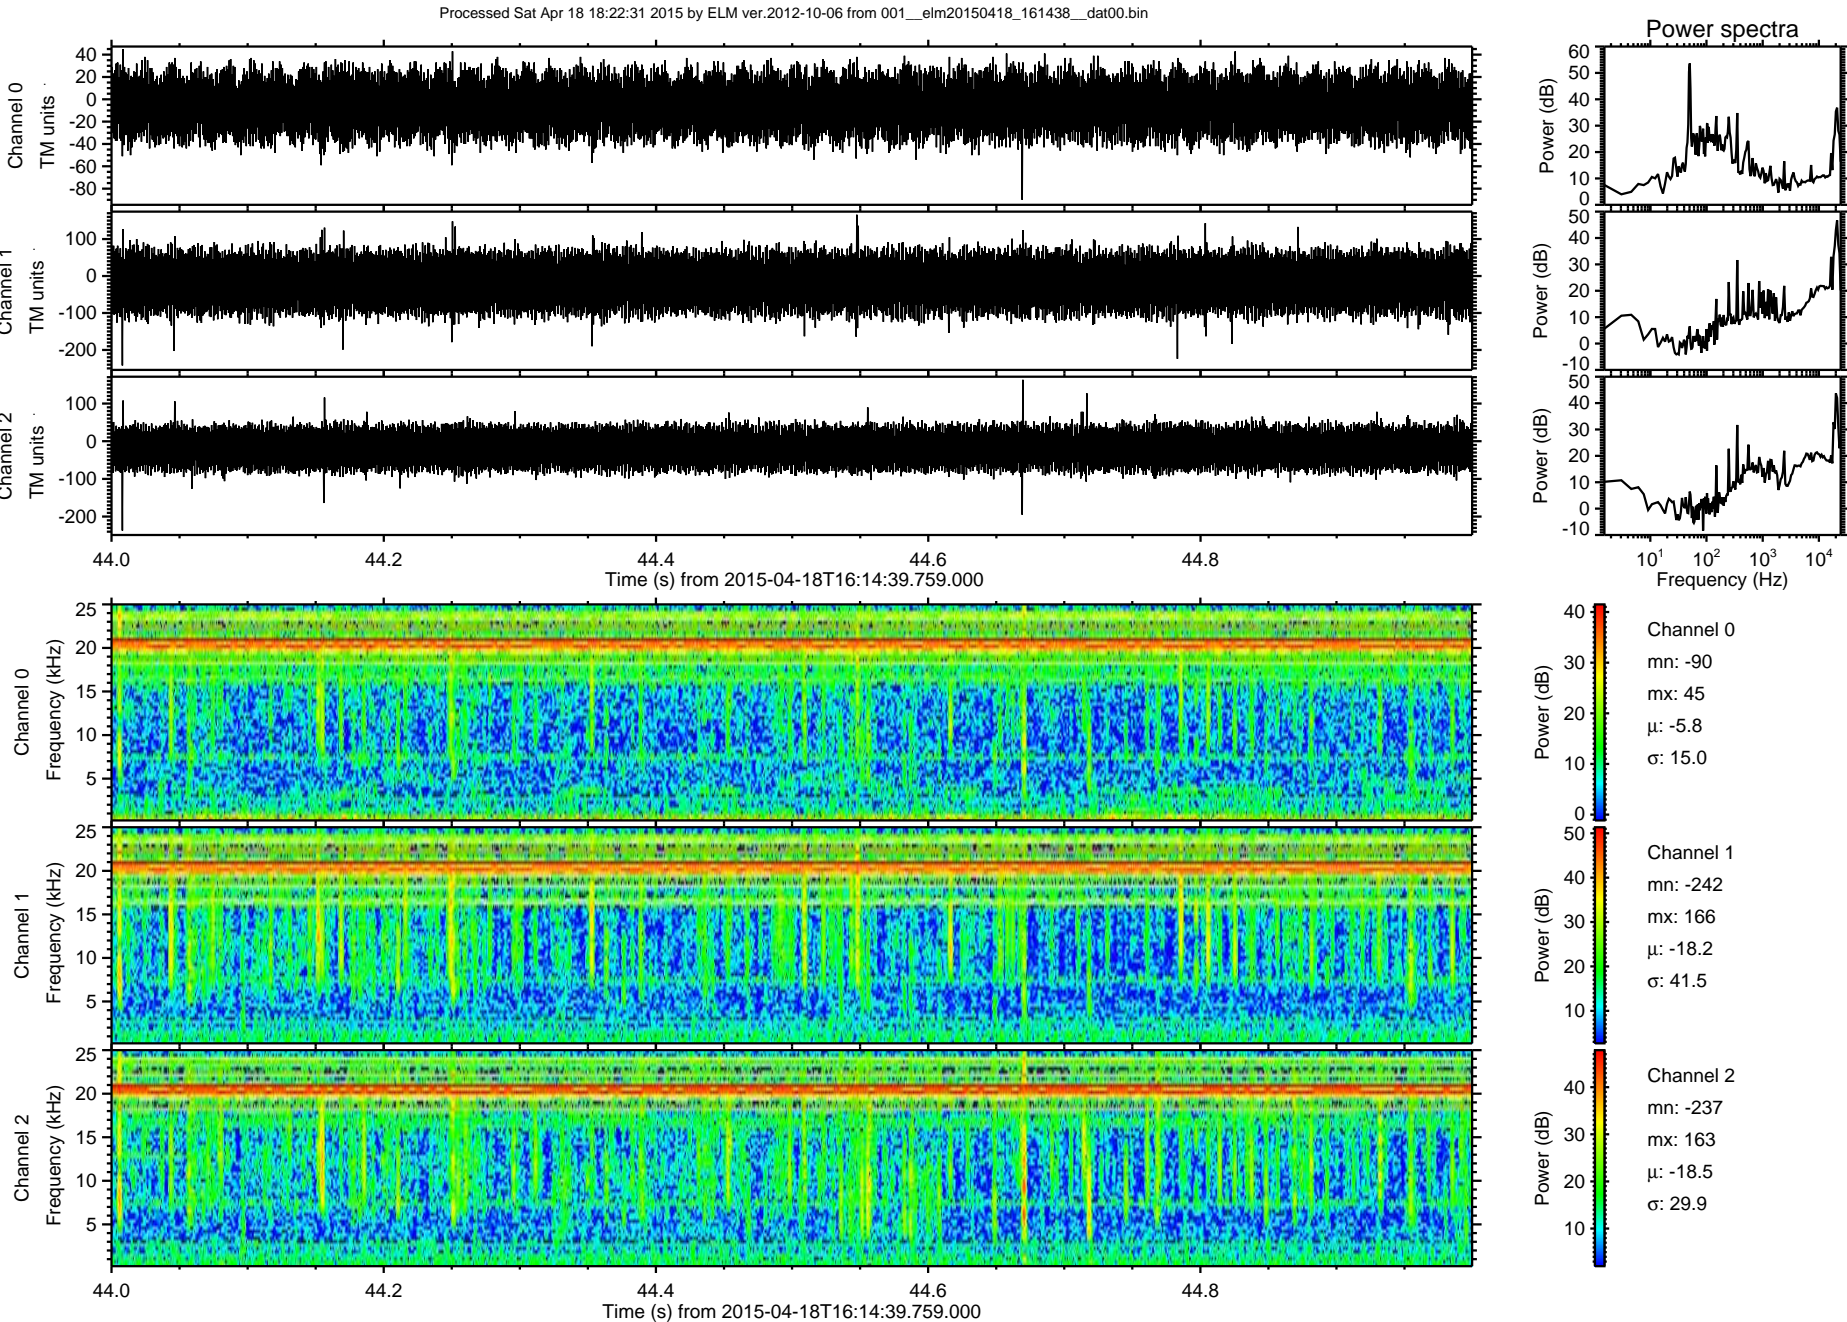 Processed Sat Apr 18 18:22:31 2015 by ELM ver.2012-10-06 from 001__elm20150418_161438__dat00.bin
Power spectra
Channel 0
TM units
40
20
0
-20
-40
-60
-80
Power (dB)
60
50
40
30
20
10
0
Channel 1
TM units
100
0
-100
-200
Power (dB)
50
40
30
20
10
0
-10
Channel 2
TM units
100
0
-100
-200
Power (dB)
50
40
30
20
10
0
-10
44.0 44.2 44.4 44.6 44.8
Time (s) from 2015-04-18T16:14:39.759.000
10^1 10^2 10^3 10^4
Frequency (Hz)
Channel 0
Frequency (kHz)
25
20
15
10
5
Power (dB)
40
30
20
10
0
Channel 0
mn: -90
mx: 45
μ: -5.8
σ: 15.0
Channel 1
Frequency (kHz)
25
20
15
10
5
Power (dB)
50
40
30
20
10
Channel 1
mn: -242
mx: 166
μ: -18.2
σ: 41.5
Channel 2
Frequency (kHz)
25
20
15
10
5
Power (dB)
40
30
20
10
Channel 2
mn: -237
mx: 163
μ: -18.5
σ: 29.9
44.0 44.2 44.4 44.6 44.8
Time (s) from 2015-04-18T16:14:39.759.000